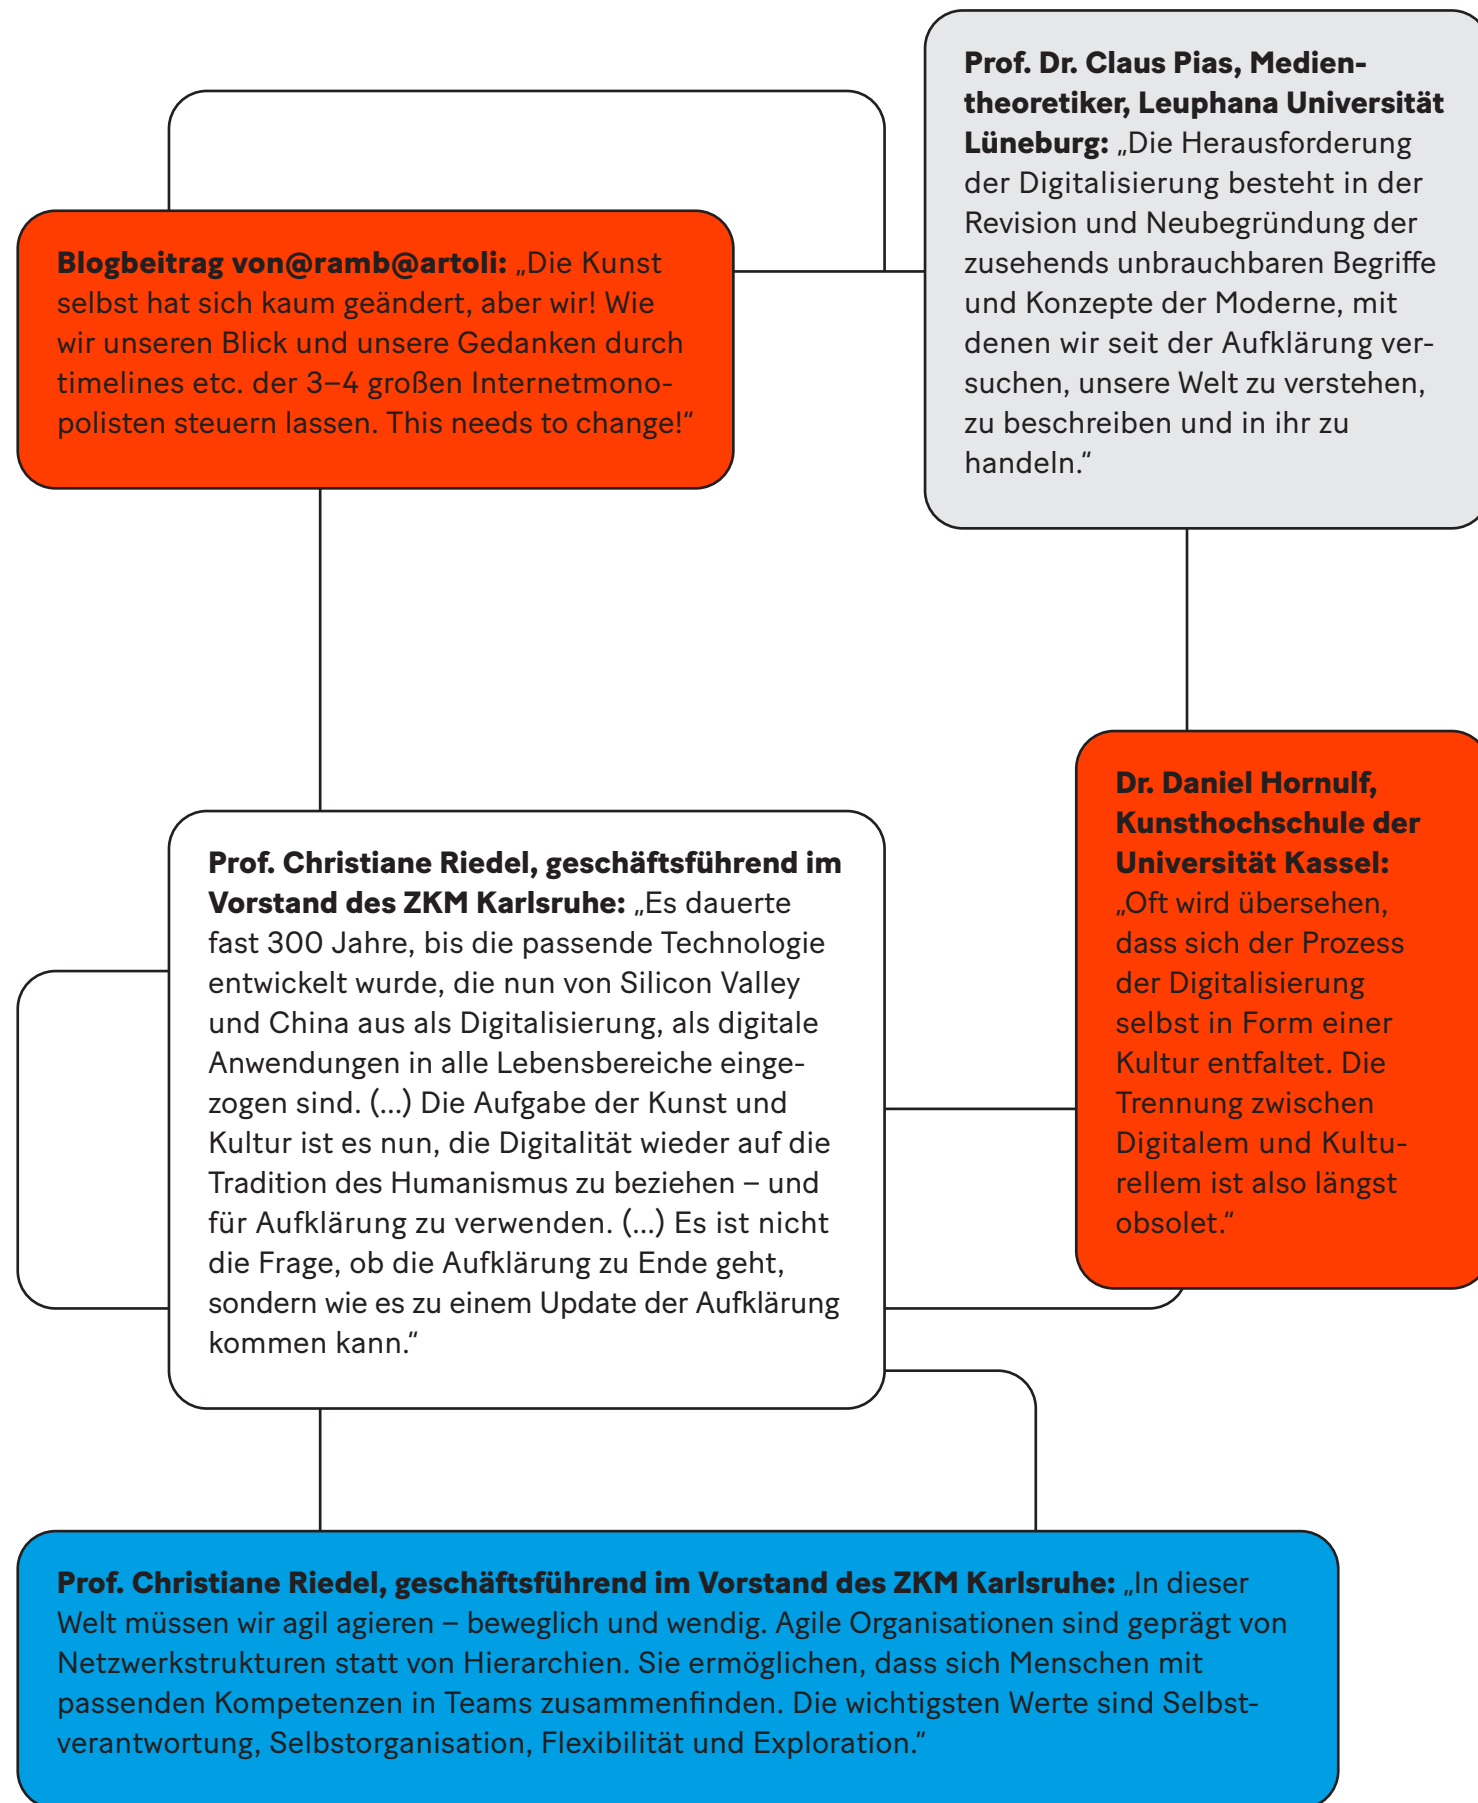 Prof. Dr. Claus Pias, Medien-
theoretiker, Leuphana Universität
Lüneburg: „Die Herausforderung
der Digitalisierung besteht in der
Revision und Neubegründung der
zusehends unbrauchbaren Begriffe
und Konzepte der Moderne, mit
denen wir seit der Aufklärung ver-
suchen, unsere Welt zu verstehen,
zu beschreiben und in ihr zu
handeln.“
Blogbeitrag von@ramb@artoli: „Die Kunst
selbst hat sich kaum geändert, aber wir! Wie
wir unseren Blick und unsere Gedanken durch
timelines etc. der 3–4 großen Internetmono-
polisten steuern lassen. This needs to change!“
Dr. Daniel Hornulf,
Kunsthochschule der
Universität Kassel:
„Oft wird übersehen,
dass sich der Prozess
der Digitalisierung
selbst in Form einer
Kultur entfaltet. Die
Trennung zwischen
Digitalem und Kultu-
rellem ist also längst
obsolet.“
Prof. Christiane Riedel, geschäftsführend im
Vorstand des ZKM Karlsruhe: „Es dauerte
fast 300 Jahre, bis die passende Technologie
entwickelt wurde, die nun von Silicon Valley
und China aus als Digitalisierung, als digitale
Anwendungen in alle Lebensbereiche einge-
zogen sind. (...) Die Aufgabe der Kunst und
Kultur ist es nun, die Digitalität wieder auf die
Tradition des Humanismus zu beziehen – und
für Aufklärung zu verwenden. (...) Es ist nicht
die Frage, ob die Aufklärung zu Ende geht,
sondern wie es zu einem Update der Aufklärung
kommen kann.“
Prof. Christiane Riedel, geschäftsführend im Vorstand des ZKM Karlsruhe: „In dieser
Welt müssen wir agil agieren – beweglich und wendig. Agile Organisationen sind geprägt von
Netzwerkstrukturen statt von Hierarchien. Sie ermöglichen, dass sich Menschen mit
passenden Kompetenzen in Teams zusammenfinden. Die wichtigsten Werte sind Selbst-
verantwortung, Selbstorganisation, Flexibilität und Exploration.“